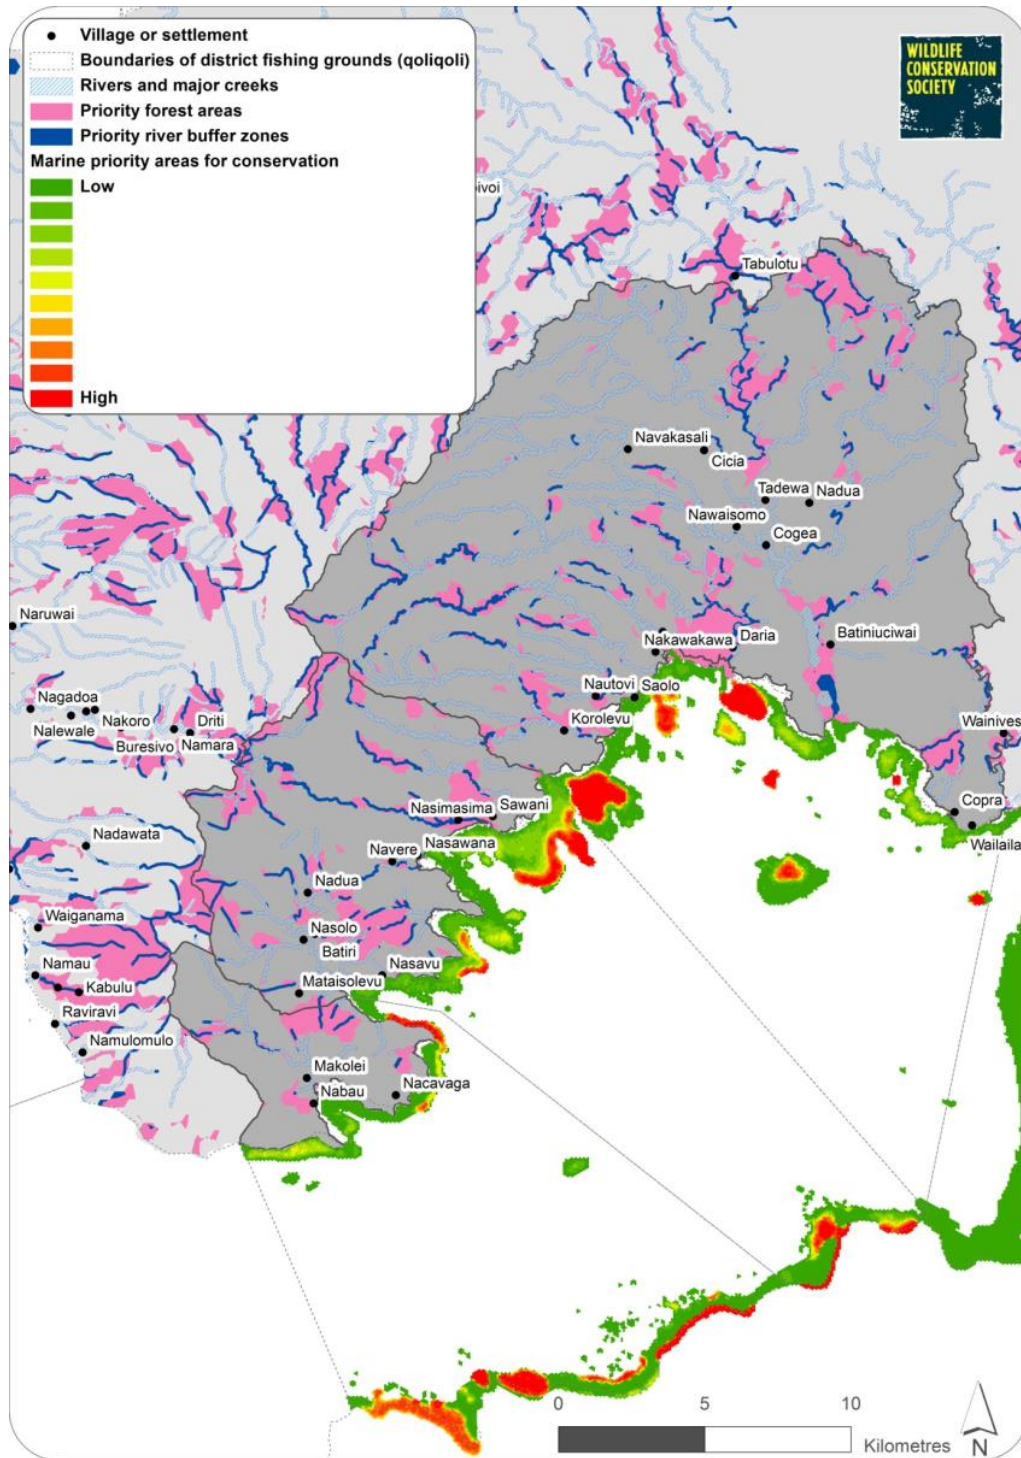 Village or settlement
Boundaries of district fishing grounds (qoliqoli)
Rivers and major creeks
Priority forest areas
Priority river buffer zones
Marine priority areas for conservation
Low
High
WILDLIFE
CONSERVATION
SOCIETY
Tabulotu
Navakasali
Cicia
Tadewa
Nadua
Nawaisomo
Cogea
Naruwai
Nakawakawa
Daria
Batiniuciwai
Nautovi
Saolo
Nagadoa
Nakoro
Driti
Nalewale
Korolevu
Wainives
Buresivo
Namara
Nasimasima
Sawani
Copra
Nadawata
Nasawana
Wailaila
Navere
Nadua
Waiganama
Nasolo
Batiri
Namau
Nasavu
Kabulu
Mataisolevu
Raviravi
Namulomulo
Makolei
Nacavaga
Nabau
0 5 10
Kilometres
N